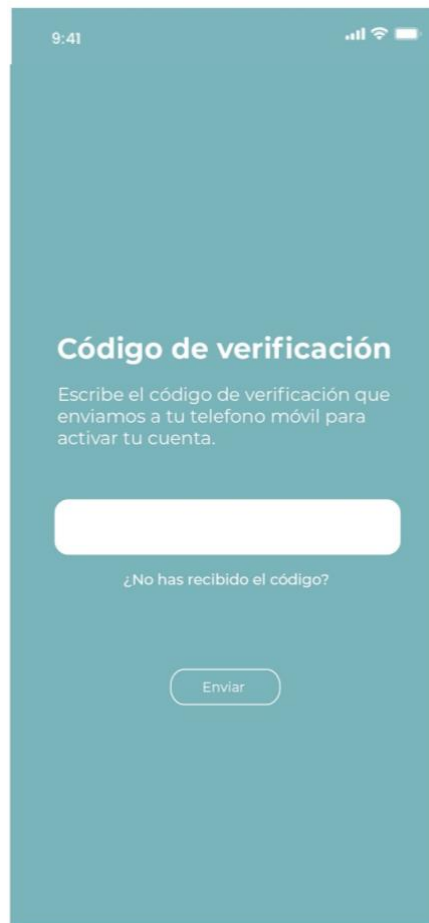 9:41
Código de verificación
Escribe el código de verificación que
enviamos a tu telefono móvil para
activar tu cuenta.
¿No has recibido el código?
Enviar